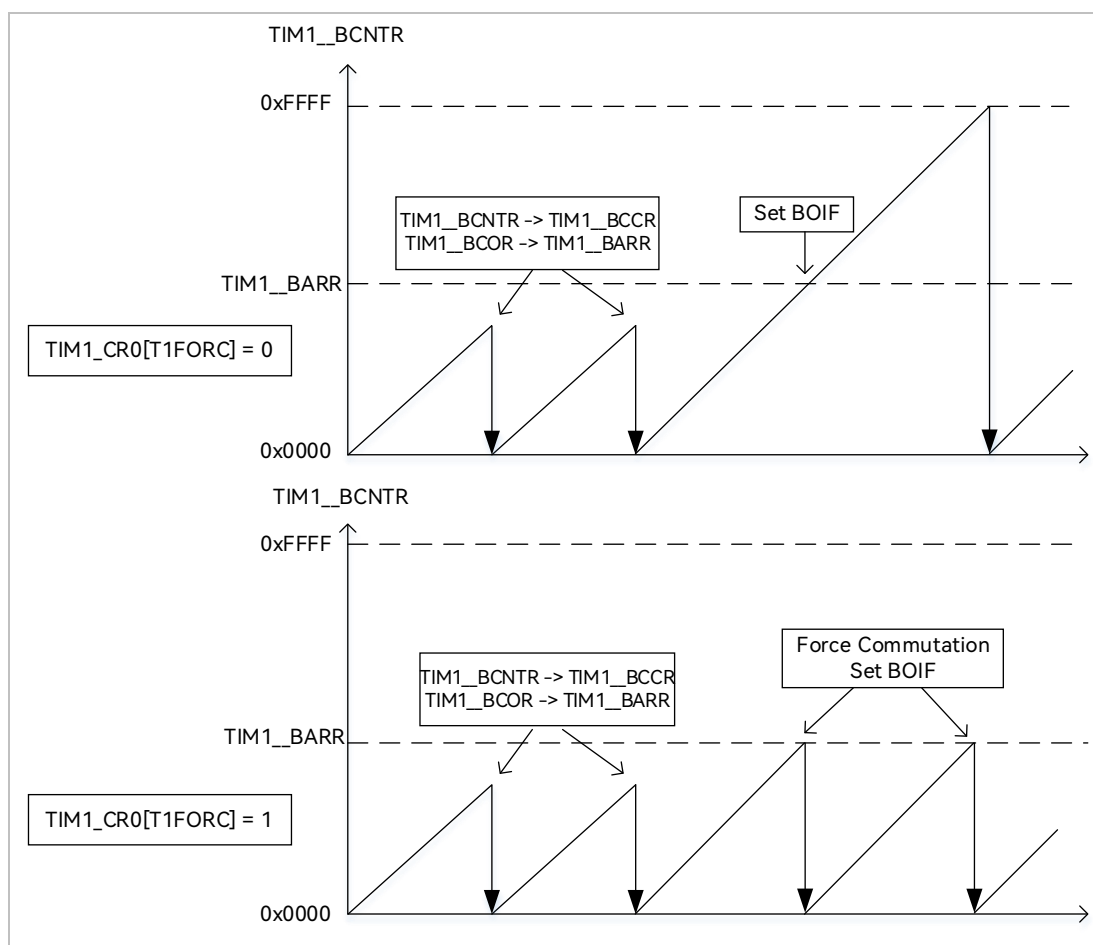 TIM1__BCNTR
0xFFFF
TIM1__BCNTR -> TIM1__BCCR
TIM1__BCOR -> TIM1__BARR
Set BOIF
TIM1__BARR
TIM1_CR0[T1FORC] = 0
0x0000
TIM1__BCNTR
0xFFFF
Force Commutation
Set BOIF
TIM1__BCNTR -> TIM1__BCCR
TIM1__BCOR -> TIM1__BARR
TIM1__BARR
TIM1_CR0[T1FORC] = 1
0x0000